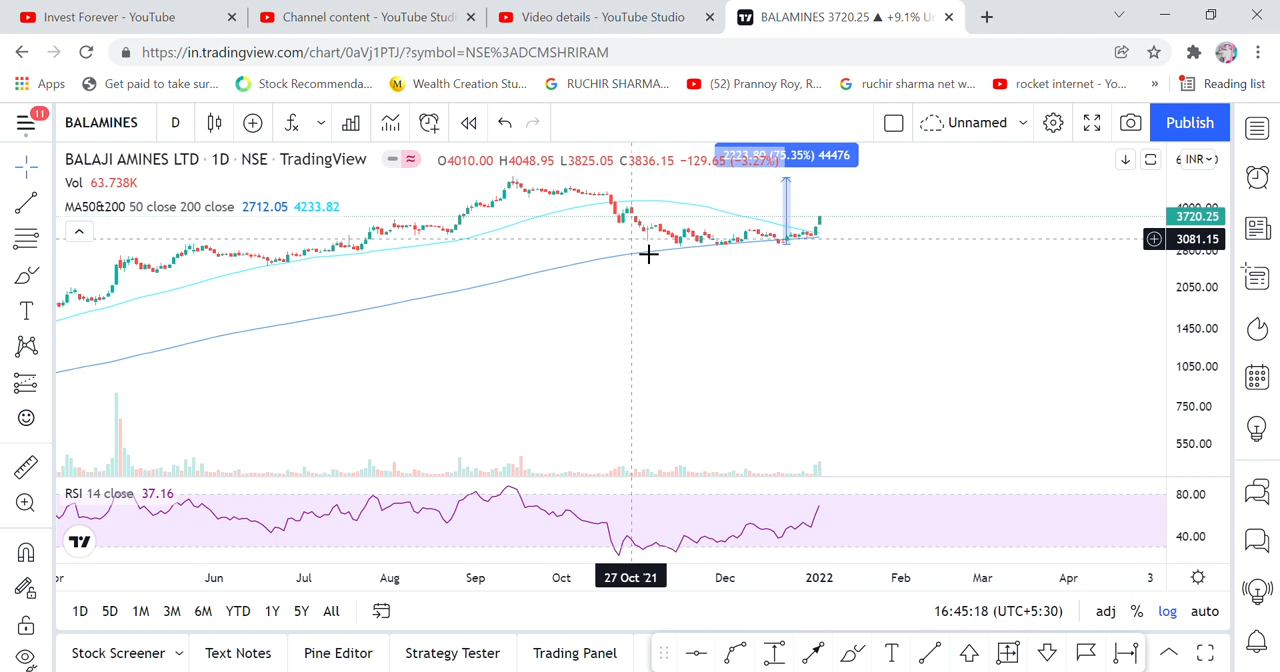 Invest Forever - YouTube
Channel content - YouTube Studi
Video details - YouTube Studio
BALAMINES 3720.25 ▲ +9.1% Un
https://in.tradingview.com/chart/0aVj1PTJ/?symbol=NSE%3ADCMSHRIRAM
Apps
Get paid to take sur...
Stock Recommenda...
Wealth Creation Stu...
RUCHIR SHARMA...
(52) Prannoy Roy, R...
ruchir sharma net w...
rocket internet - Yo...
»
Reading list
11
BALAMINES
D
Unnamed
Publish
BALAJI AMINES LTD · 1D · NSE · TradingView
O4010.00 H4048.95 L3825.05 C3836.15 −129.65 (−3.27%)
2223.80 (75.35%) 44476
INR
Vol 63.738K
MA50&200 50 close 200 close 2712.05 4233.82
4000.00
3720.25
3081.15
2800.00
2050.00
1450.00
1050.00
750.00
550.00
RSI 14 close 37.16
80.00
40.00
Jun
Jul
Aug
Sep
Oct
27 Oct '21
Dec
2022
Feb
Mar
Apr
3
1D 5D 1M 3M 6M YTD 1Y 5Y All
16:45:18 (UTC+5:30)
adj % log auto
Stock Screener
Text Notes
Pine Editor
Strategy Tester
Trading Panel